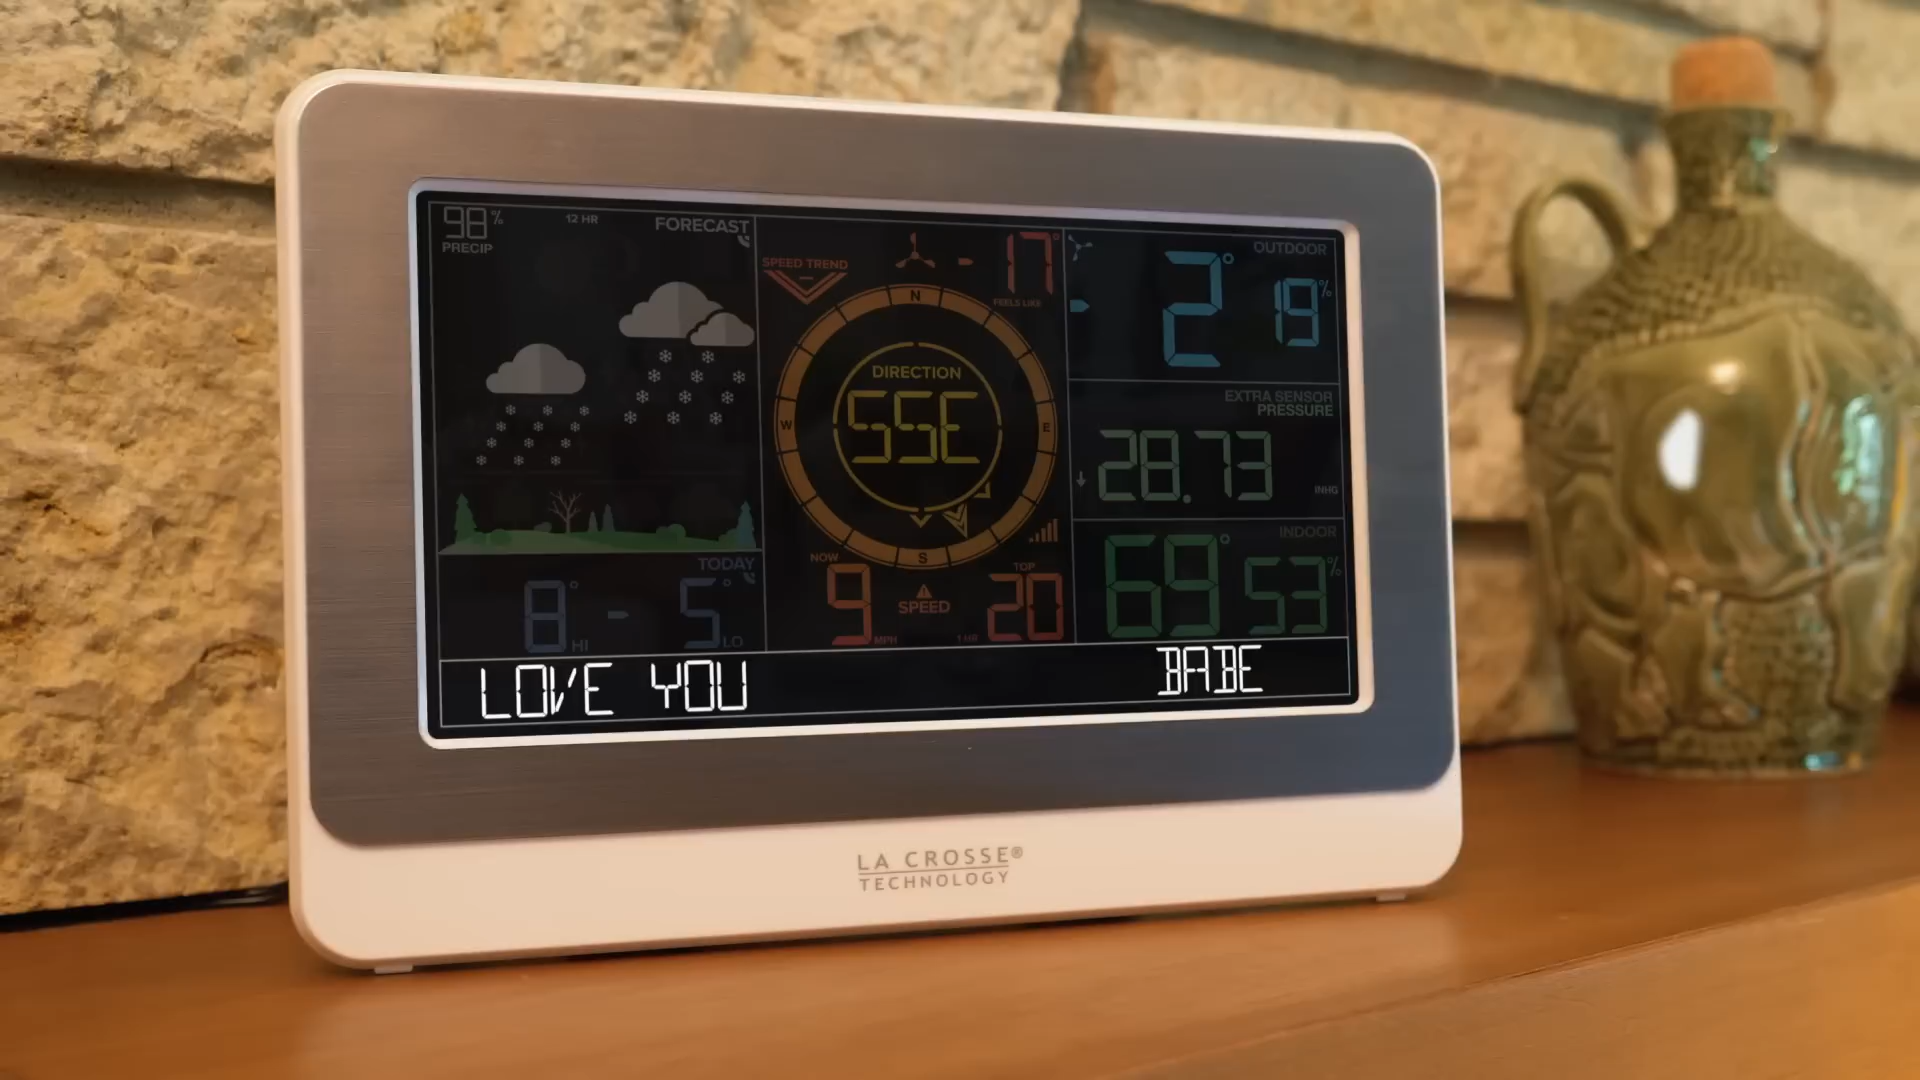 98%
PRECIP
12 HR
FORECAST
TODAY
8° HI
-5° LO
SPEED TREND
-17°
FEELS LIKE
N
W
E
S
DIRECTION
SSE
NOW
9 MPH
SPEED
TOP
1 HR 20
OUTDOOR
-2° 19%
EXTRA SENSOR
PRESSURE
28.73 INHG
INDOOR
69° 53%
LOVE YOU BABE
LA CROSSE®
TECHNOLOGY